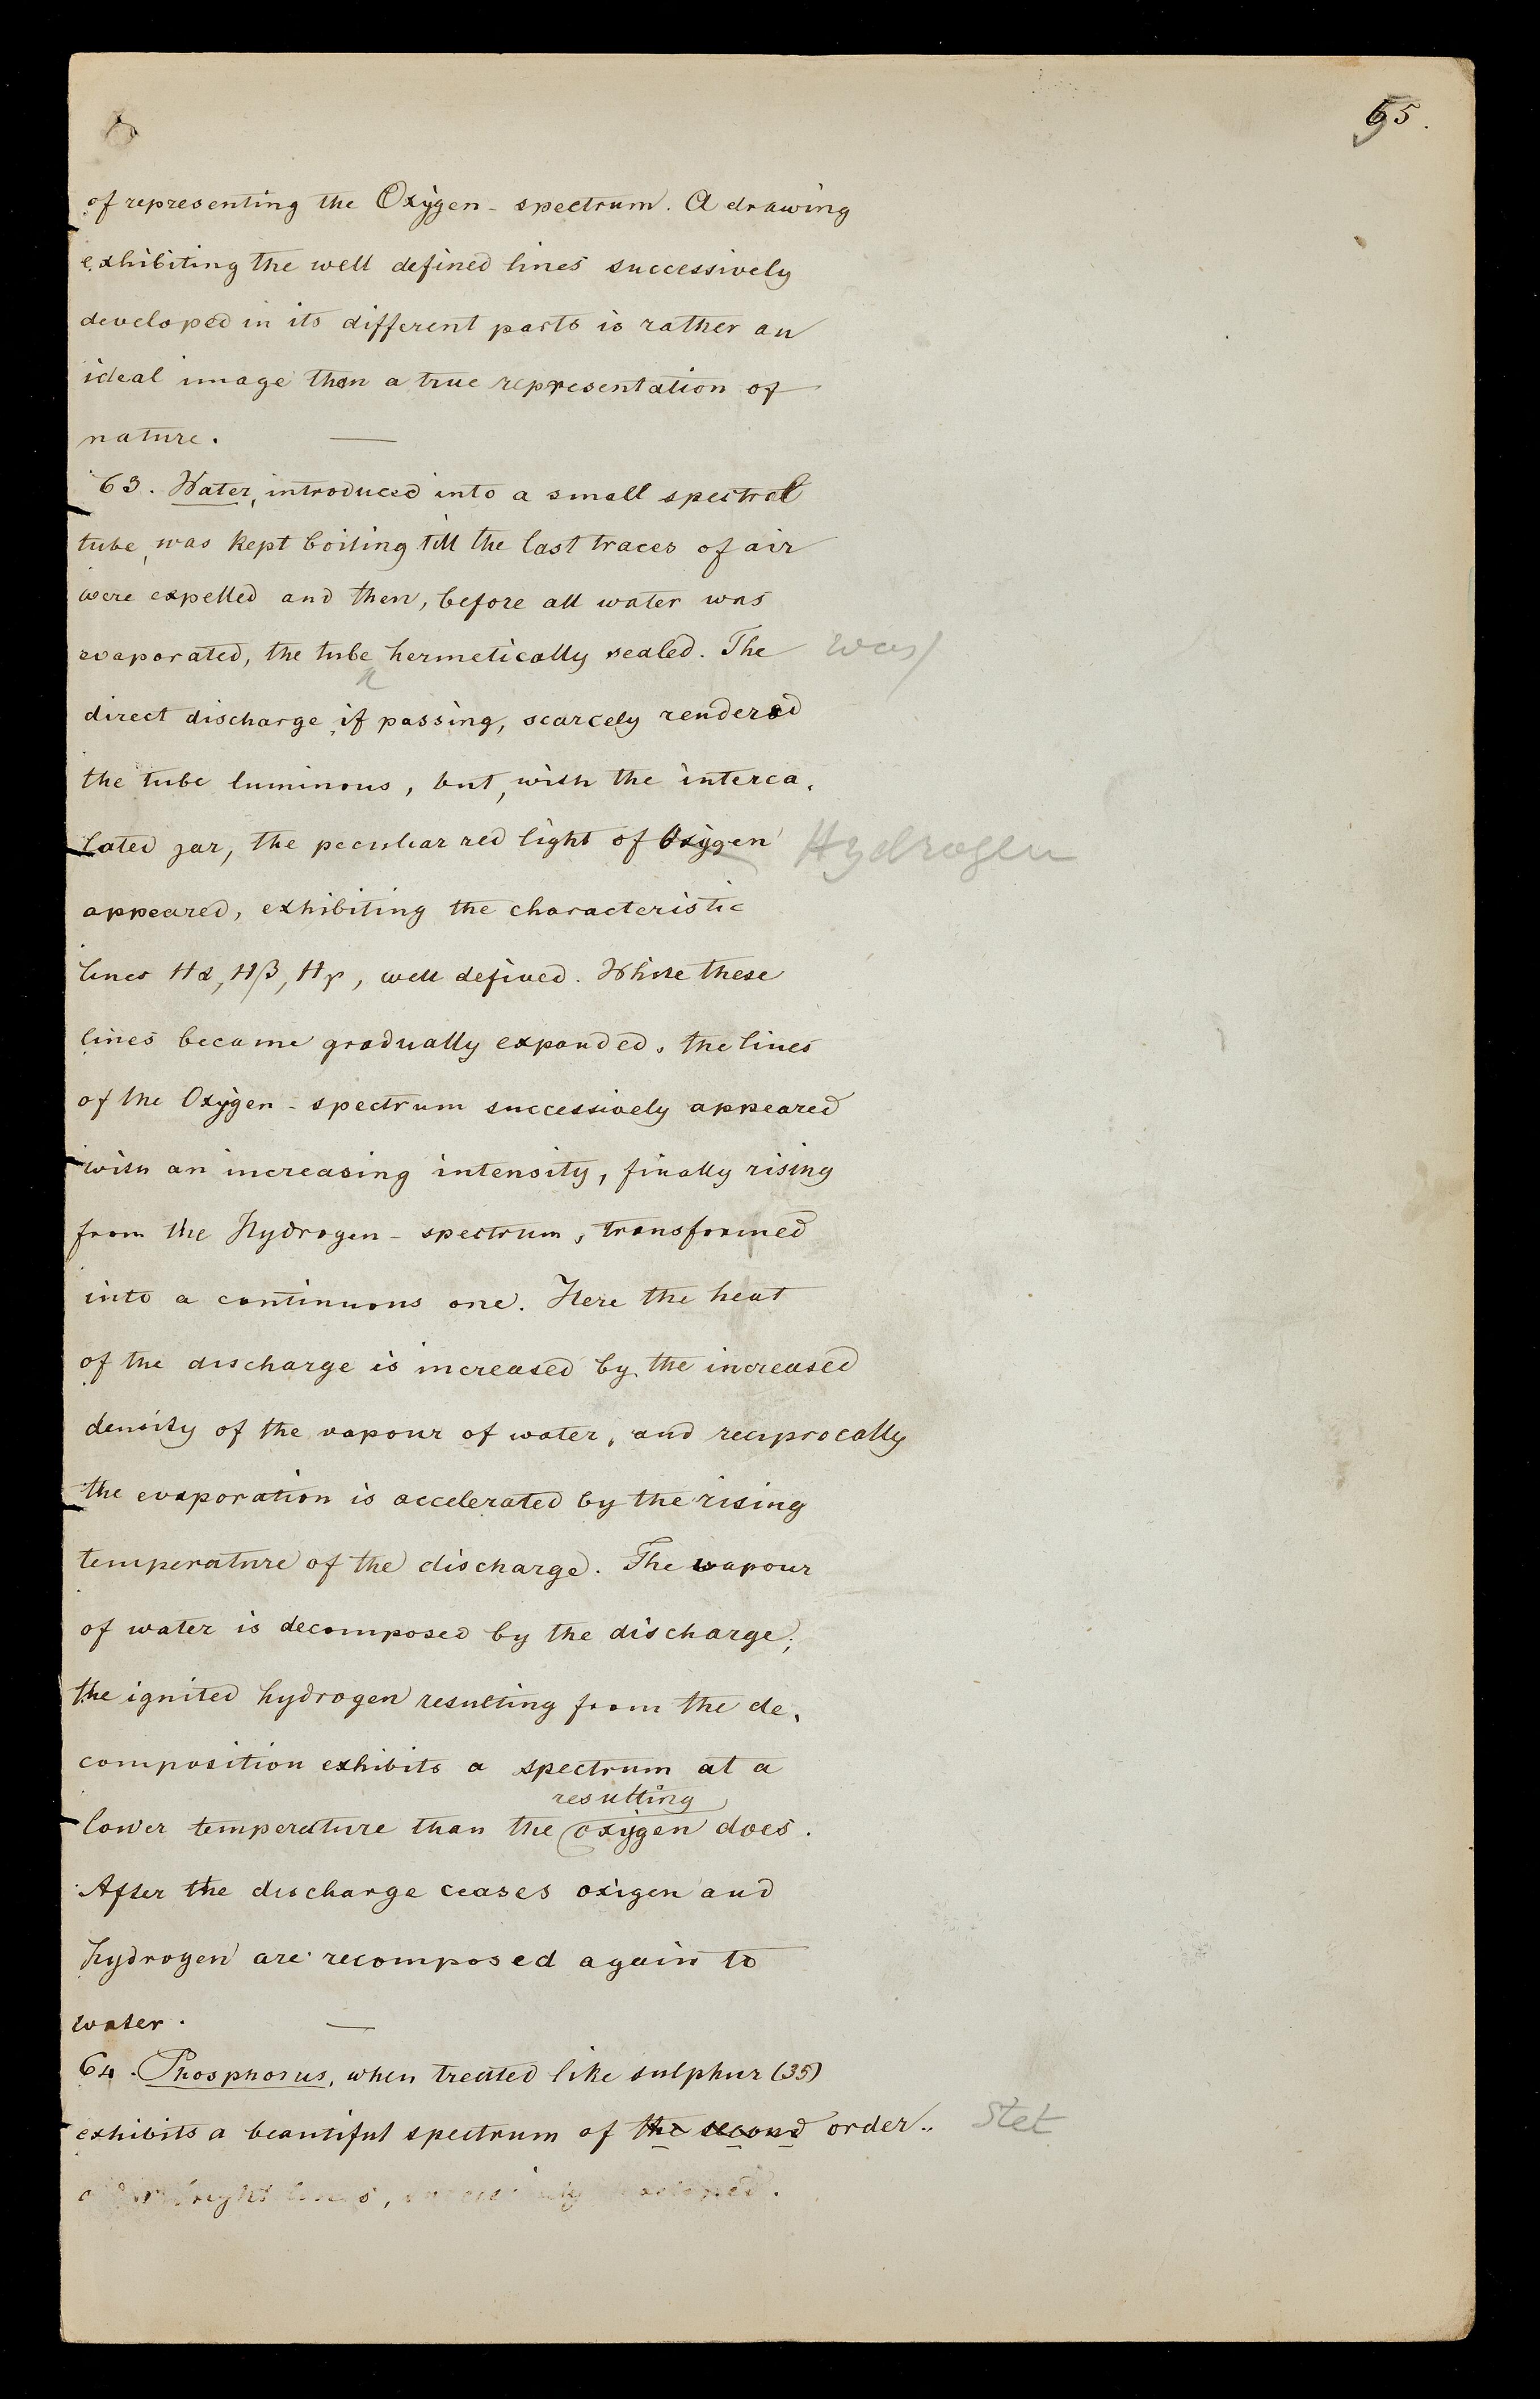 65.
of representing the Oxygen - spectrum. A drawing
exhibiting the well defined lines successively
developed in its different parts is rather an
ideal image than a true representation of
nature. —
63. Water, introduced into a small spectral
tube, was kept boiling till the last traces of air
were expelled and then, before all water was
evaporated, the tube ^ hermetically sealed. The was/
direct discharge, if passing, scarcely rendered
the tube luminous, but, with the interca-
lated jar, the peculiar red light of Oxygen Hydrogen
appeared, exhibiting the characteristic
lines Hα, Hβ, Hγ, well defined. While these
lines became gradually expanded, the lines
of the Oxygen - spectrum successively appeared
with an increasing intensity, finally rising
from the Hydrogen - spectrum, transformed
into a continuous one. Here the heat
of the discharge is increased by the increased
density of the vapour of water, and reciprocally
the evaporation is accelerated by the rising
temperature of the discharge. The vapour
of water is decomposed by the discharge;
the ignited hydrogen resulting from the de-
composition exhibits a spectrum at a
resulting
lower temperature than the oxygen does.
After the discharge ceases oxigen and
hydrogen are recomposed again to
water. —
64. Phosphorus, when treated like sulphur (35)
exhibits a beautiful spectrum of the second order.. Stet
bright